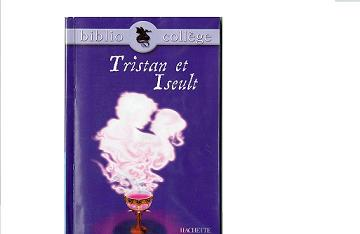 biblio collège
Tristan et
Iseult
HACHETTE